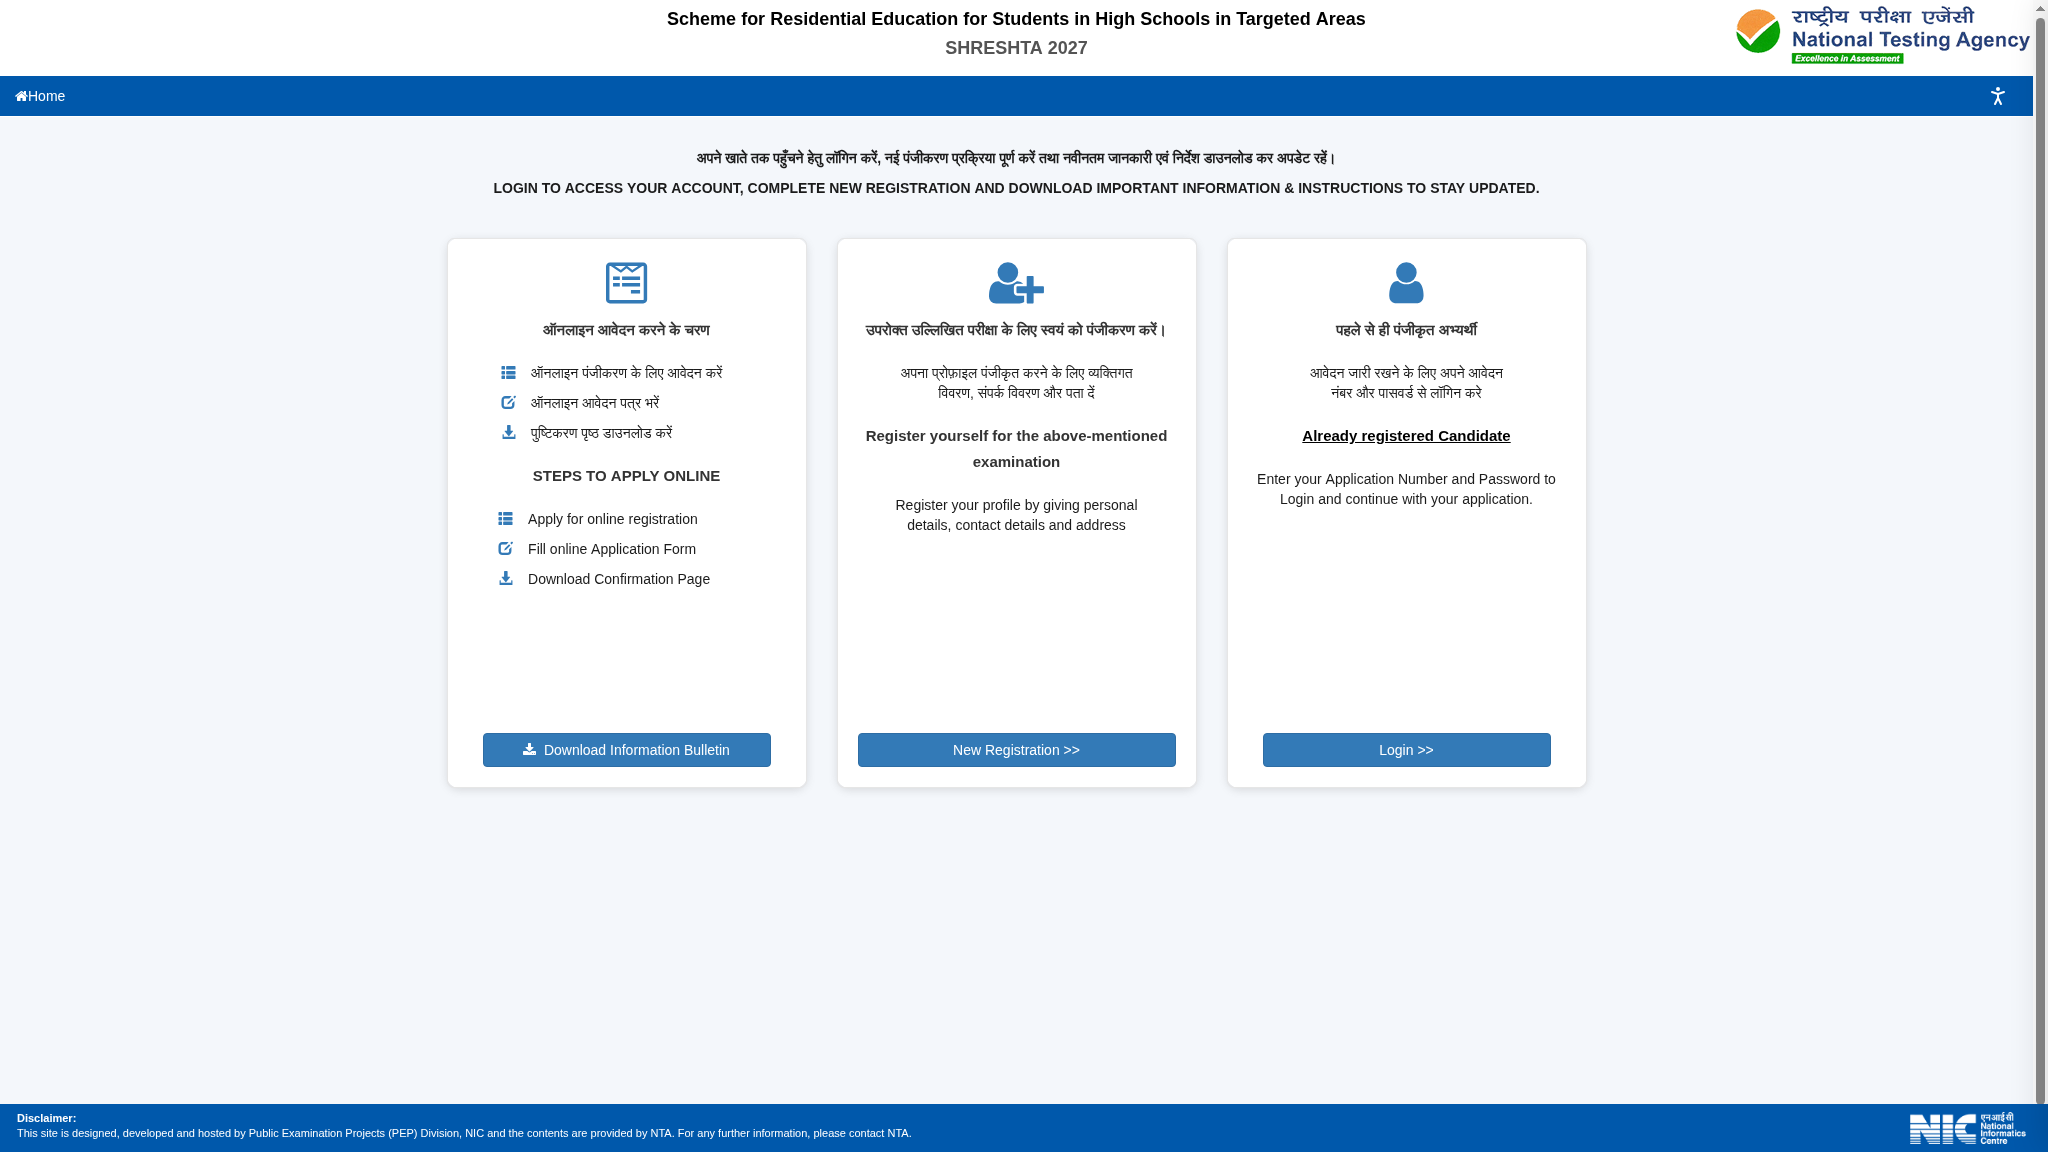 Scheme for Residential Education for Students in High Schools in Targeted Areas
SHRESHTA 2027
राष्ट्रीय परीक्षा एजेंसी
National Testing Agency
Excellence in Assessment
Home
अपने खाते तक पहुँचने हेतु लॉगिन करें, नई पंजीकरण प्रक्रिया पूर्ण करें तथा नवीनतम जानकारी एवं निर्देश डाउनलोड कर अपडेट रहें।
LOGIN TO ACCESS YOUR ACCOUNT, COMPLETE NEW REGISTRATION AND DOWNLOAD IMPORTANT INFORMATION & INSTRUCTIONS TO STAY UPDATED.
ऑनलाइन आवेदन करने के चरण
ऑनलाइन पंजीकरण के लिए आवेदन करें
ऑनलाइन आवेदन पत्र भरें
पुष्टिकरण पृष्ठ डाउनलोड करें
STEPS TO APPLY ONLINE
Apply for online registration
Fill online Application Form
Download Confirmation Page
Download Information Bulletin
उपरोक्त उल्लिखित परीक्षा के लिए स्वयं को पंजीकरण करें।
अपना प्रोफ़ाइल पंजीकृत करने के लिए व्यक्तिगत
विवरण, संपर्क विवरण और पता दें
Register yourself for the above-mentioned
examination
Register your profile by giving personal
details, contact details and address
New Registration >>
पहले से ही पंजीकृत अभ्यर्थी
आवेदन जारी रखने के लिए अपने आवेदन
नंबर और पासवर्ड से लॉगिन करे
Already registered Candidate
Enter your Application Number and Password to
Login and continue with your application.
Login >>
Disclaimer:
This site is designed, developed and hosted by Public Examination Projects (PEP) Division, NIC and the contents are provided by NTA. For any further information, please contact NTA.
NIC
एनआईसी
National
Informatics
Centre